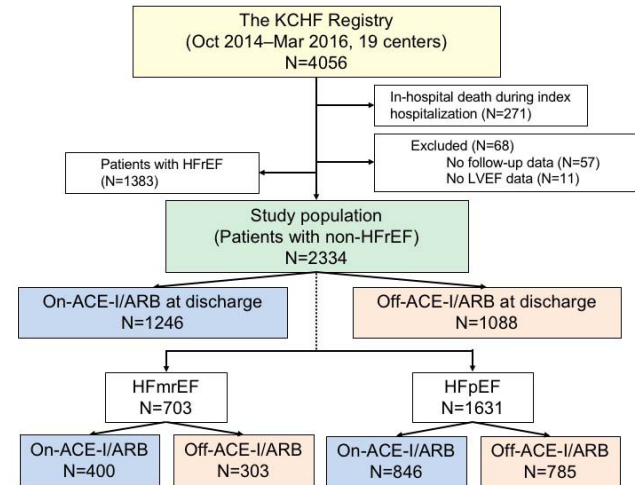 The KCHF Registry
(Oct 2014–Mar 2016, 19 centers)
N=4056
In-hospital death during index
hospitalization (N=271)
Excluded (N=68)
No follow-up data (N=57)
No LVEF data (N=11)
Patients with HFrEF
(N=1383)
Study population
(Patients with non-HFrEF)
N=2334
On-ACE-I/ARB at discharge
N=1246
Off-ACE-I/ARB at discharge
N=1088
HFmrEF
N=703
HFpEF
N=1631
On-ACE-I/ARB
N=400
Off-ACE-I/ARB
N=303
On-ACE-I/ARB
N=846
Off-ACE-I/ARB
N=785